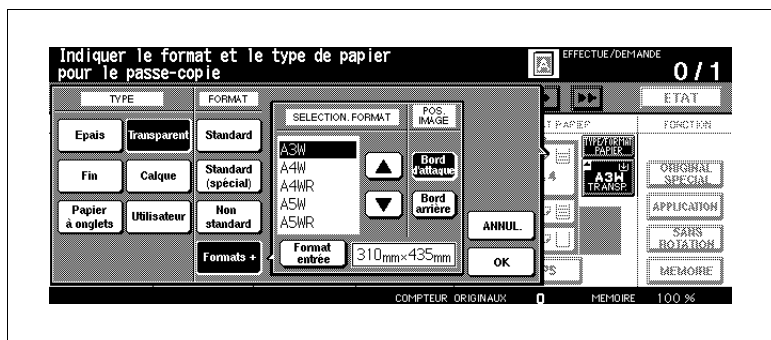 Indiquer le format et le type de papier
pour le passe-copie
EFFECTUE/DEMANDE
0/1
TYPE
FORMAT
Epais
Transparent
Fin
Calque
Papier
à onglets
Utilisateur
Standard
Standard
(spécial)
Non
standard
Formats +
SELECTION.FORMAT
POS.
IMAGE
A3W
A4W
A4WR
A5W
A5WR
Bord
d'attaque
Bord
arrière
Format
entrée
310mm×435mm
ANNUL.
OK
ETAT
T PAPIER
TYPE/FORMAT
PAPIER
4
A3W
TRANSP.
PS
FONCTION
ORIGINAL
SPECIAL
APPLICATION
SANS
ROTATION
MEMOIRE
COMPTEUR ORIGINAUX 0 MEMOIRE 100 %